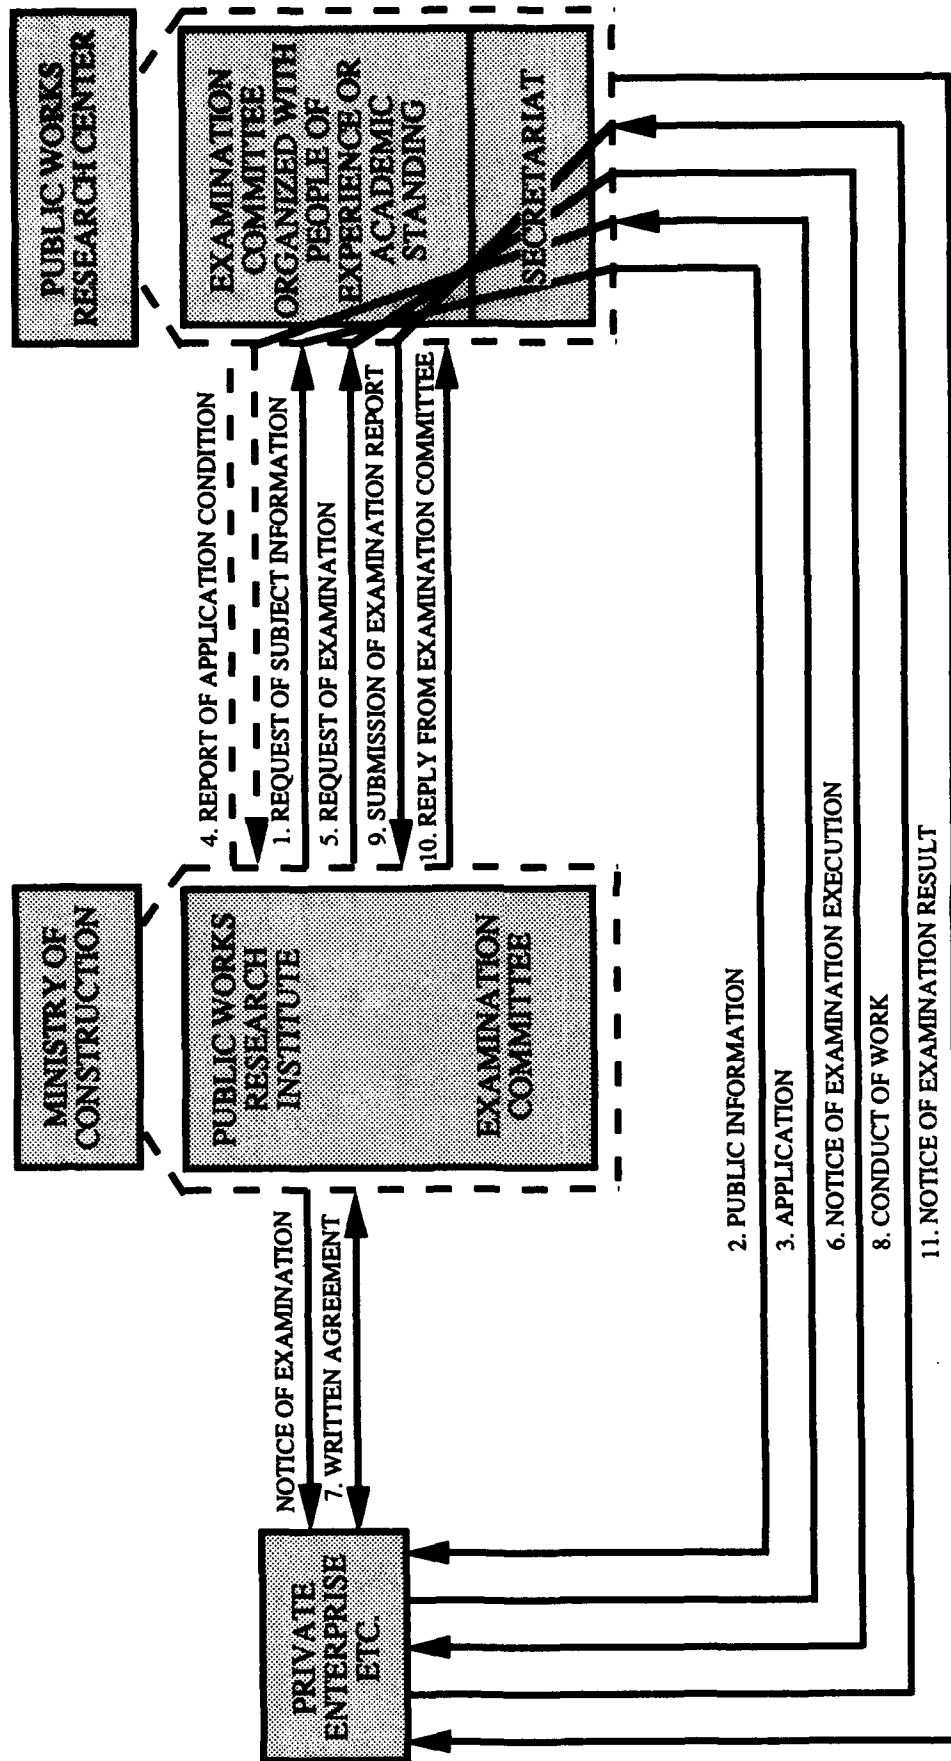 PRIVATE
ENTERPRISE
ETC.
NOTICE OF EXAMINATION
7. WRITTEN AGREEMENT
MINISTRY OF
CONSTRUCTION
PUBLIC WORKS
RESEARCH
INSTITUTE
EXAMINATION
COMMITTEE
4. REPORT OF APPLICATION CONDITION
1. REQUEST OF SUBJECT INFORMATION
5. REQUEST OF EXAMINATION
9. SUBMISSION OF EXAMINATION REPORT
10. REPLY FROM EXAMINATION COMMITTEE
PUBLIC WORKS
RESEARCH CENTER
EXAMINATION
COMMITTEE
ORGANIZED WITH
PEOPLE OF
EXPERIENCE OR
ACADEMIC
STANDING
SECRETARIAT
2. PUBLIC INFORMATION
3. APPLICATION
6. NOTICE OF EXAMINATION EXECUTION
8. CONDUCT OF WORK
11. NOTICE OF EXAMINATION RESULT